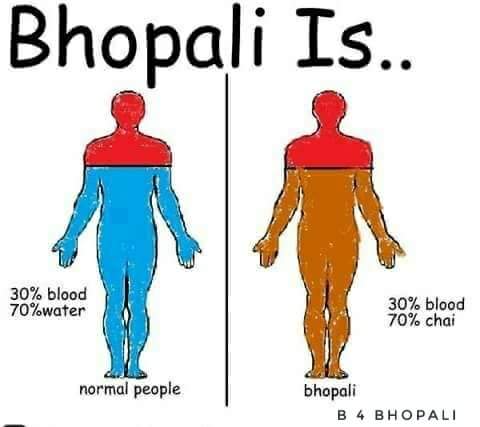 Bhopali Is..
30% blood
70%water
normal people
30% blood
70% chai
bhopali
B 4 BHOPALI